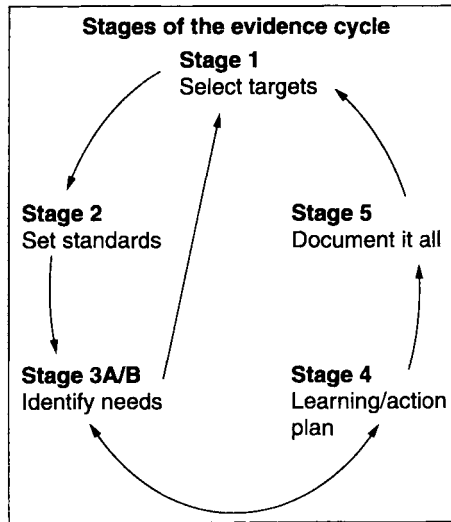 Stages of the evidence cycle
Stage 1
Select targets
Stage 2
Set standards
Stage 3A/B
Identify needs
Stage 4
Learning/action
plan
Stage 5
Document it all